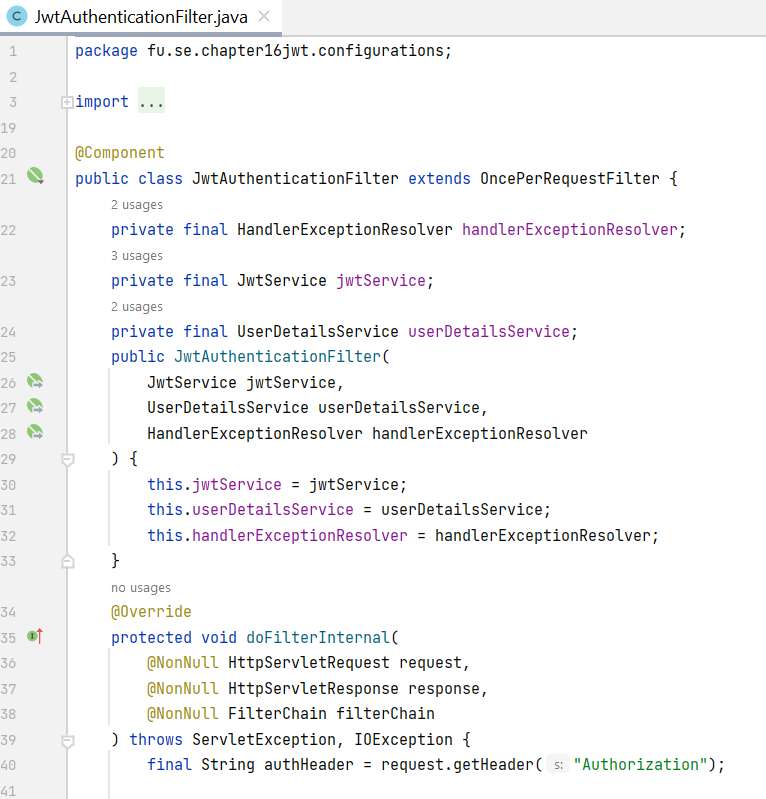 JwtAuthenticationFilter.java
1 package fu.se.chapter16jwt.configurations;
2
3 import ...
19
20 @Component
21 public class JwtAuthenticationFilter extends OncePerRequestFilter {
2 usages
22 private final HandlerExceptionResolver handlerExceptionResolver;
3 usages
23 private final JwtService jwtService;
2 usages
24 private final UserDetailsService userDetailsService;
25 public JwtAuthenticationFilter(
26 JwtService jwtService,
27 UserDetailsService userDetailsService,
28 HandlerExceptionResolver handlerExceptionResolver
29 ) {
30 this.jwtService = jwtService;
31 this.userDetailsService = userDetailsService;
32 this.handlerExceptionResolver = handlerExceptionResolver;
33 }
no usages
34 @Override
35 protected void doFilterInternal(
36 @NonNull HttpServletRequest request,
37 @NonNull HttpServletResponse response,
38 @NonNull FilterChain filterChain
39 ) throws ServletException, IOException {
40 final String authHeader = request.getHeader( s: "Authorization");
41